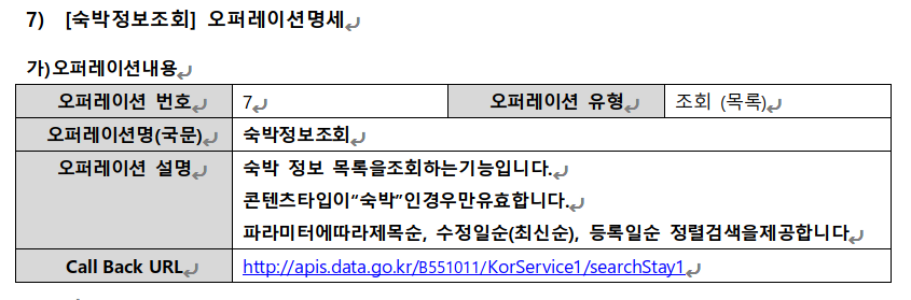 7) [숙박정보조회] 오퍼레이션명세
가)오퍼레이션내용
오퍼레이션 번호 7 오퍼레이션 유형 조회 (목록)
오퍼레이션명(국문) 숙박정보조회
오퍼레이션 설명 숙박 정보 목록을조회하는기능입니다.
콘텐츠타입이“숙박”인경우만유효합니다.
파라미터에따라제목순, 수정일순(최신순), 등록일순 정렬검색을제공합니다
Call Back URL http://apis.data.go.kr/B551011/KorService1/searchStay1